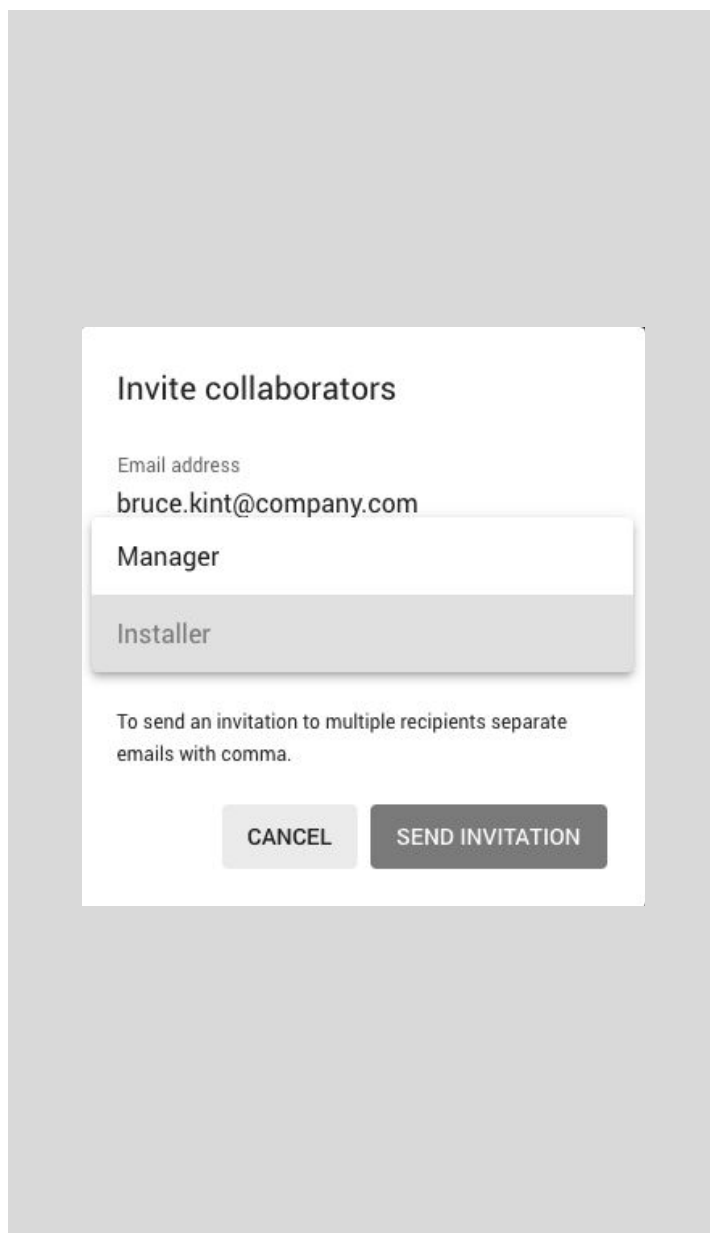 Invite collaborators
Email address
bruce.kint@company.com
Manager
Installer
To send an invitation to multiple recipients separate
emails with comma.
CANCEL SEND INVITATION